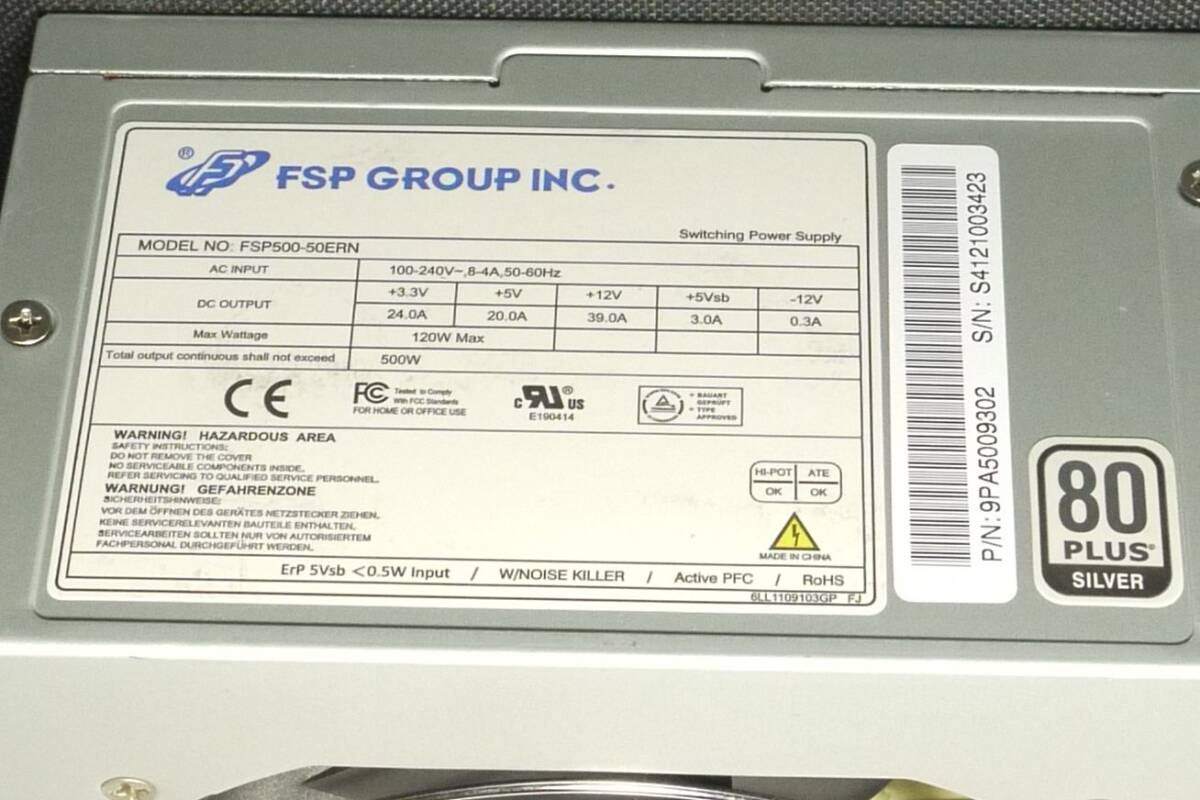 ® FSP GROUP INC.
Switching Power Supply
MODEL NO: FSP500-50ERN
AC INPUT 100-240V~,8-4A,50-60Hz
DC OUTPUT +3.3V +5V +12V +5Vsb -12V
24.0A 20.0A 39.0A 3.0A 0.3A
Max Wattage 120W Max
Total output continuous shall not exceed 500W
CE
FC Tested to Comply
With FCC Standards
FOR HOME OR OFFICE USE
c RU ® US
E190414
BAUART
GEPRÜFT
TYPE
APPROVED
WARNING! HAZARDOUS AREA
SAFETY INSTRUCTIONS:
DO NOT REMOVE THE COVER
NO SERVICEABLE COMPONENTS INSIDE.
REFER SERVICING TO QUALIFIED SERVICE PERSONNEL.
WARNUNG! GEFAHRENZONE
SICHERHEITSHINWEISE:
VOR DEM ÖFFNEN DES GERÄTES NETZSTECKER ZIEHEN.
KEINE SERVICERELEVANTEN BAUTEILE ENTHALTEN.
SERVICEARBEITEN SOLLTEN NUR VON AUTORISIERTEM
FACHPERSONAL DURCHGEFÜHRT WERDEN.
HI-POT ATE
OK OK
MADE IN CHINA
ErP 5Vsb <0.5W Input / W/NOISE KILLER / Active PFC / RoHS
6LL1109103GP FJ
P/N: 9PA5009302 S/N: S4121003423
80
PLUS®
SILVER